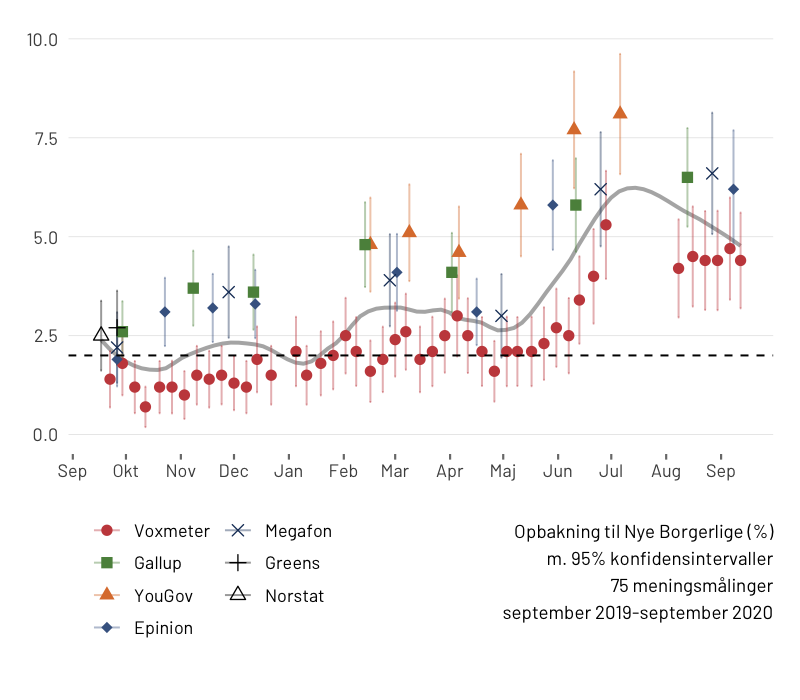 10.0
7.5
5.0
2.5
0.0
Sep Okt Nov Dec Jan Feb Mar Apr Maj Jun Jul Aug Sep
Voxmeter
Gallup
YouGov
Epinion
Megafon
Greens
Norstat
Opbakning til Nye Borgerlige (%)
m. 95% konfidensintervaller
75 meningsmålinger
september 2019-september 2020